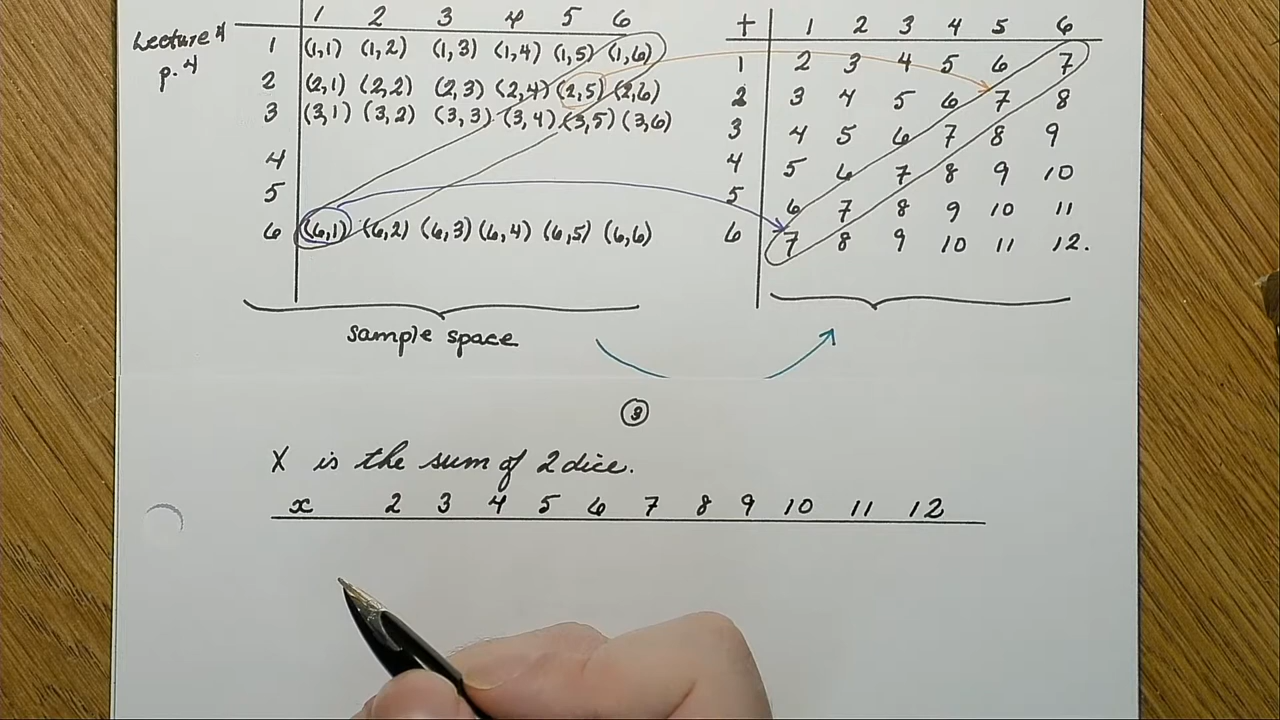 Lecture 4
p. 4
1 2 3 4 5 6
1 (1,1) (1,2) (1,3) (1,4) (1,5) (1,6)
2 (2,1) (2,2) (2,3) (2,4) (2,5) (2,6)
3 (3,1) (3,2) (3,3) (3,4) (3,5) (3,6)
4
5
6 (6,1) (6,2) (6,3) (6,4) (6,5) (6,6)
sample space
+ 1 2 3 4 5 6
1 2 3 4 5 6 7
2 3 4 5 6 7 8
3 4 5 6 7 8 9
4 5 6 7 8 9 10
5 6 7 8 9 10 11
6 7 8 9 10 11 12.
X is the sum of 2 dice.
x 2 3 4 5 6 7 8 9 10 11 12